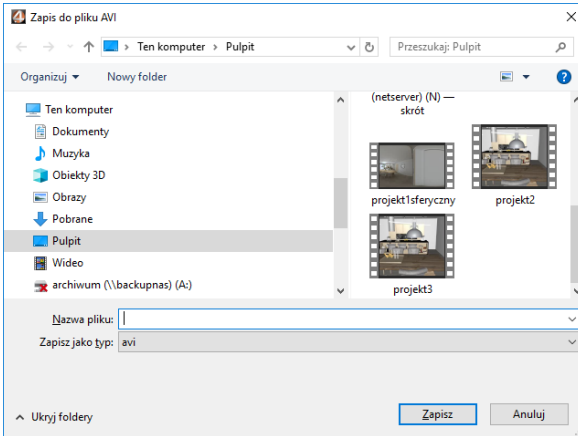 Zapis do pliku AVI
Ten komputer › Pulpit
Przeszukaj: Pulpit
Organizuj
Nowy folder
Ten komputer
Dokumenty
Muzyka
Obiekty 3D
Obrazy
Pobrane
Pulpit
Wideo
archiwum (\\backupnas) (A:)
(netserver) (N) —
skrót
projekt1sferyczny
projekt2
projekt3
Nazwa pliku:
Zapisz jako typ: avi
Ukryj foldery
Zapisz
Anuluj